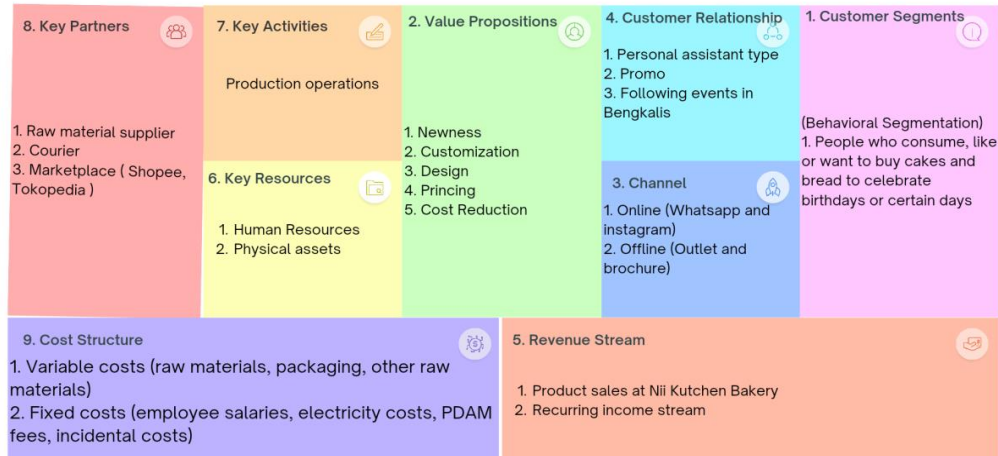 8. Key Partners
1. Raw material supplier
2. Courier
3. Marketplace ( Shopee,
Tokopedia )
7. Key Activities
Production operations
6. Key Resources
1. Human Resources
2. Physical assets
2. Value Propositions
1. Newness
2. Customization
3. Design
4. Princing
5. Cost Reduction
4. Customer Relationship
1. Personal assistant type
2. Promo
3. Following events in
Bengkalis
3. Channel
1. Online (Whatsapp and
instagram)
2. Offline (Outlet and
brochure)
1. Customer Segments
(Behavioral Segmentation)
1. People who consume, like
or want to buy cakes and
bread to celebrate
birthdays or certain days
9. Cost Structure
1. Variable costs (raw materials, packaging, other raw
materials)
2. Fixed costs (employee salaries, electricity costs, PDAM
fees, incidental costs)
5. Revenue Stream
1. Product sales at Nii Kutchen Bakery
2. Recurring income stream